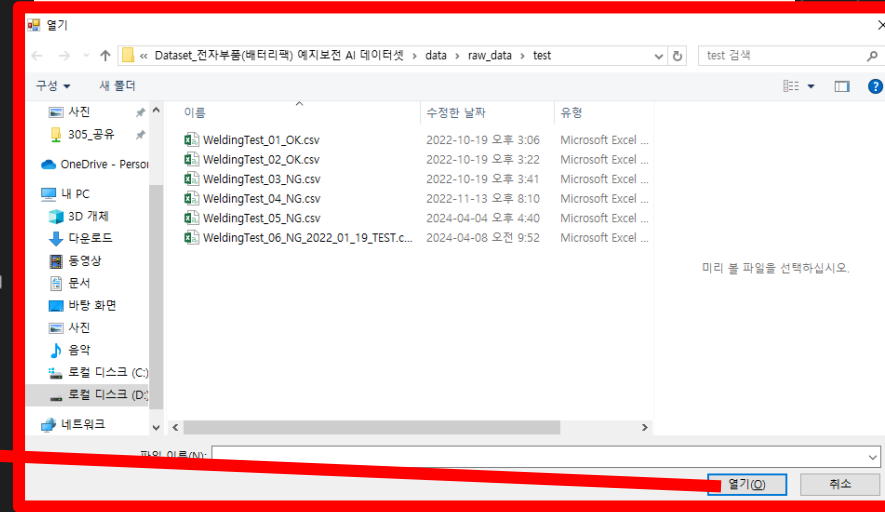 열기
« Dataset_전자부품(배터리팩) 예지보전 AI 데이터셋 › data › raw_data › test
test 검색
구성 새 폴더
이름 수정한 날짜 유형
사진
305_공유
OneDrive - Person
내 PC
3D 개체
다운로드
동영상
문서
바탕 화면
사진
음악
로컬 디스크 (C:)
로컬 디스크 (D:)
네트워크
WeldingTest_01_OK.csv 2022-10-19 오후 3:06 Microsoft Excel ...
WeldingTest_02_OK.csv 2022-10-19 오후 3:22 Microsoft Excel ...
WeldingTest_03_NG.csv 2022-10-19 오후 3:41 Microsoft Excel ...
WeldingTest_04_NG.csv 2022-11-13 오후 8:10 Microsoft Excel ...
WeldingTest_05_NG.csv 2024-04-04 오후 4:40 Microsoft Excel ...
WeldingTest_06_NG_2022_01_19_TEST.c... 2024-04-08 오전 9:52 Microsoft Excel ...
미리 볼 파일을 선택하십시오.
파일 이름(N):
열기(O) 취소